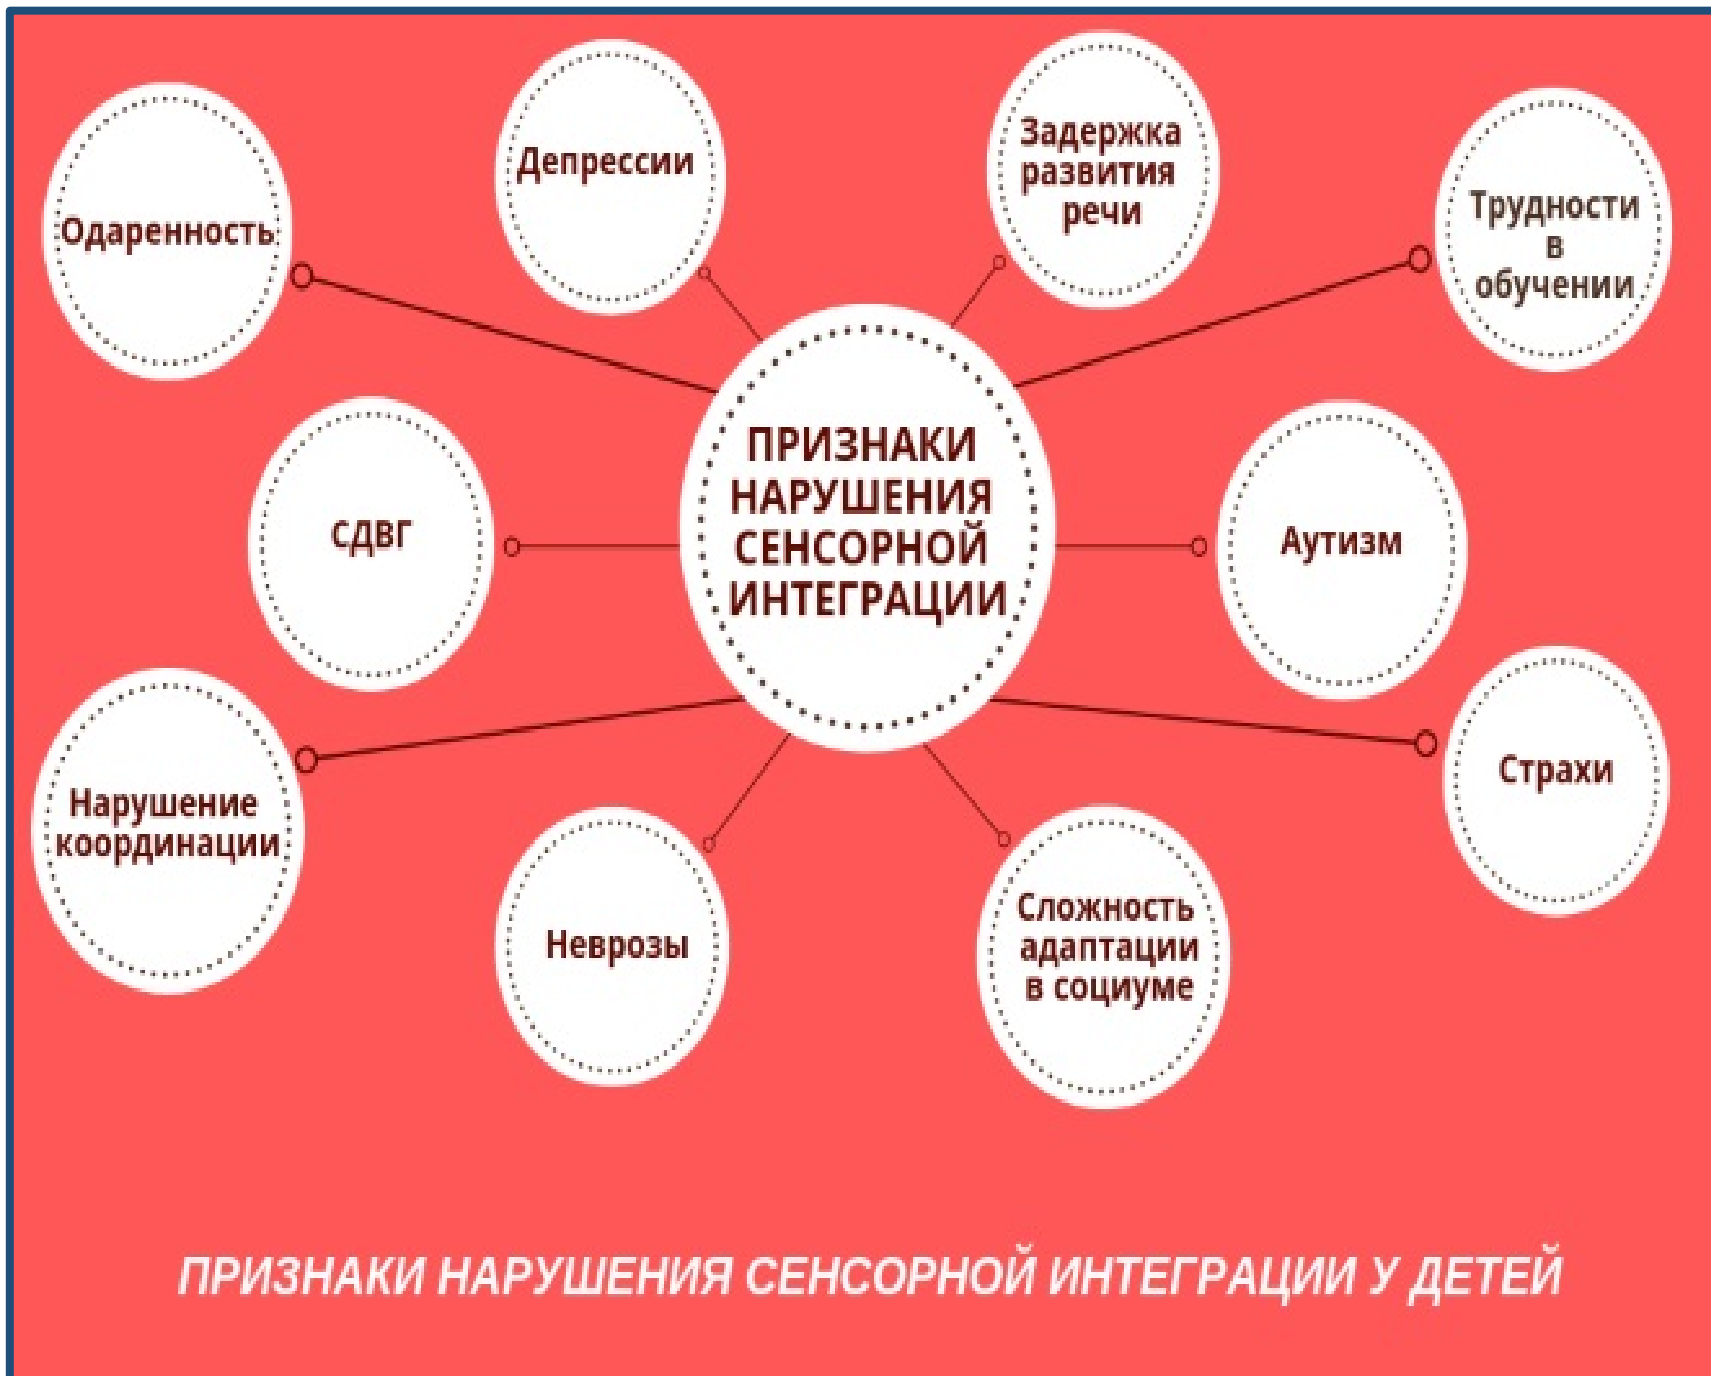 Одаренность
Депрессии
Задержка
развития
речи
Трудности
в
обучении
ПРИЗНАКИ
НАРУШЕНИЯ
СЕНСОРНОЙ
ИНТЕГРАЦИИ
СДВГ
Аутизм
Нарушение
координации
Неврозы
Сложность
адаптации
в социуме
Страхи
ПРИЗНАКИ НАРУШЕНИЯ СЕНСОРНОЙ ИНТЕГРАЦИИ У ДЕТЕЙ